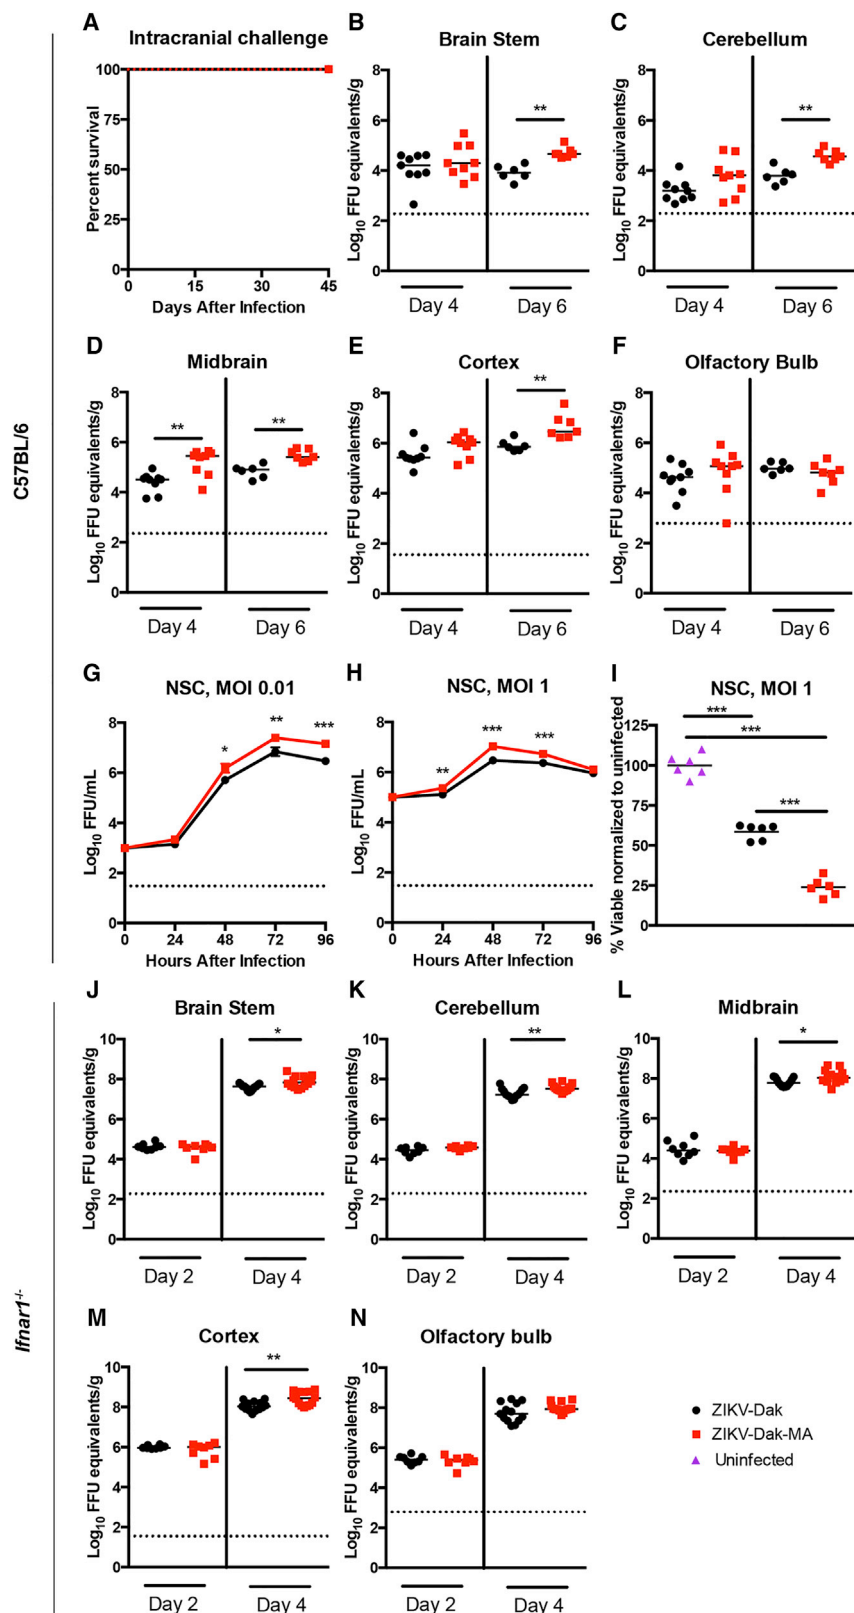 C57BL/6
A
Intracranial challenge
Percent survival
100
75
50
25
0
0 15 30 45
Days After Infection
B
Brain Stem
Log10 FFU equivalents/g
8
6
4
2
0
**
Day 4 Day 6
C
Cerebellum
Log10 FFU equivalents/g
8
6
4
2
0
**
Day 4 Day 6
D
Midbrain
Log10 FFU equivalents/g
8
6
4
2
0
** **
Day 4 Day 6
E
Cortex
Log10 FFU equivalents/g
8
6
4
2
0
**
Day 4 Day 6
F
Olfactory Bulb
Log10 FFU equivalents/g
8
6
4
2
0
Day 4 Day 6
G
NSC, MOI 0.01
Log10 FFU/mL
8
6
4
2
0
* ** ***
0 24 48 72 96
Hours After Infection
H
NSC, MOI 1
Log10 FFU/mL
8
6
4
2
0
** *** ***
0 24 48 72 96
Hours After Infection
I
NSC, MOI 1
% Viable normalized to uninfected
125
100
75
50
25
0
***
***
***
Ifnar1-/-
J
Brain Stem
Log10 FFU equivalents/g
10
8
6
4
2
0
*
Day 2 Day 4
K
Cerebellum
Log10 FFU equivalents/g
10
8
6
4
2
0
**
Day 2 Day 4
L
Midbrain
Log10 FFU equivalents/g
10
8
6
4
2
0
*
Day 2 Day 4
M
Cortex
Log10 FFU equivalents/g
10
8
6
4
2
0
**
Day 2 Day 4
N
Olfactory bulb
Log10 FFU equivalents/g
10
8
6
4
2
0
Day 2 Day 4
ZIKV-Dak
ZIKV-Dak-MA
Uninfected